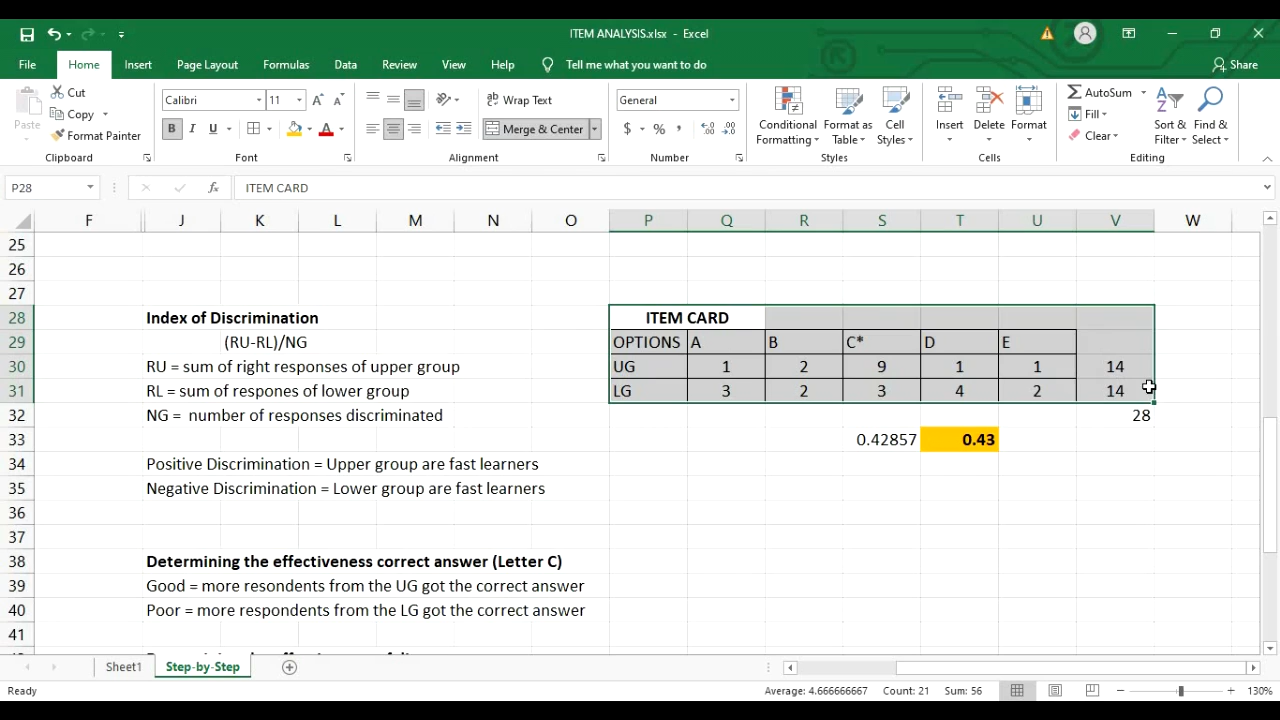 ITEM ANALYSIS.xlsx - Excel
File Home Insert Page Layout Formulas Data Review View Help Tell me what you want to do Share
Paste Cut Calibri 11 Wrap Text General Conditional Formatting Format as Table Cell Styles Insert Delete Format AutoSum Sort & Filter Find & Select
Copy Fill
Format Painter B I U A Merge & Center $ % , Clear
Clipboard Font Alignment Number Styles Cells Editing
P28 fx ITEM CARD
F J K L M N O P Q R S T U V W
25
26
27
28 Index of Discrimination ITEM CARD
29 (RU-RL)/NG OPTIONS A B C* D E
30 RU = sum of right responses of upper group UG 1 2 9 1 1 14
31 RL = sum of respones of lower group LG 3 2 3 4 2 14
32 NG = number of responses discriminated 28
33 0.42857 0.43
34 Positive Discrimination = Upper group are fast learners
35 Negative Discrimination = Lower group are fast learners
36
37
38 Determining the effectiveness correct answer (Letter C)
39 Good = more resondents from the UG got the correct answer
40 Poor = more respondents from the LG got the correct answer
41
Sheet1 Step-by-Step
Ready Average: 4.666666667 Count: 21 Sum: 56 130%